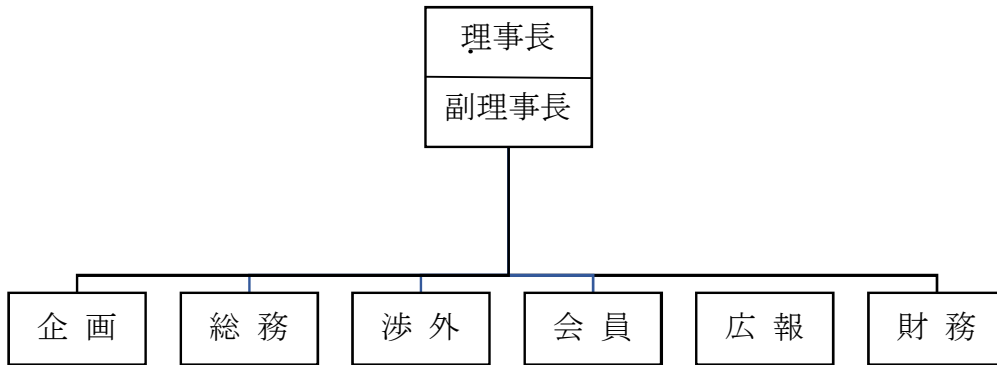 理事長
副理事長
企 画
総 務
渉 外
会 員
広 報
財 務